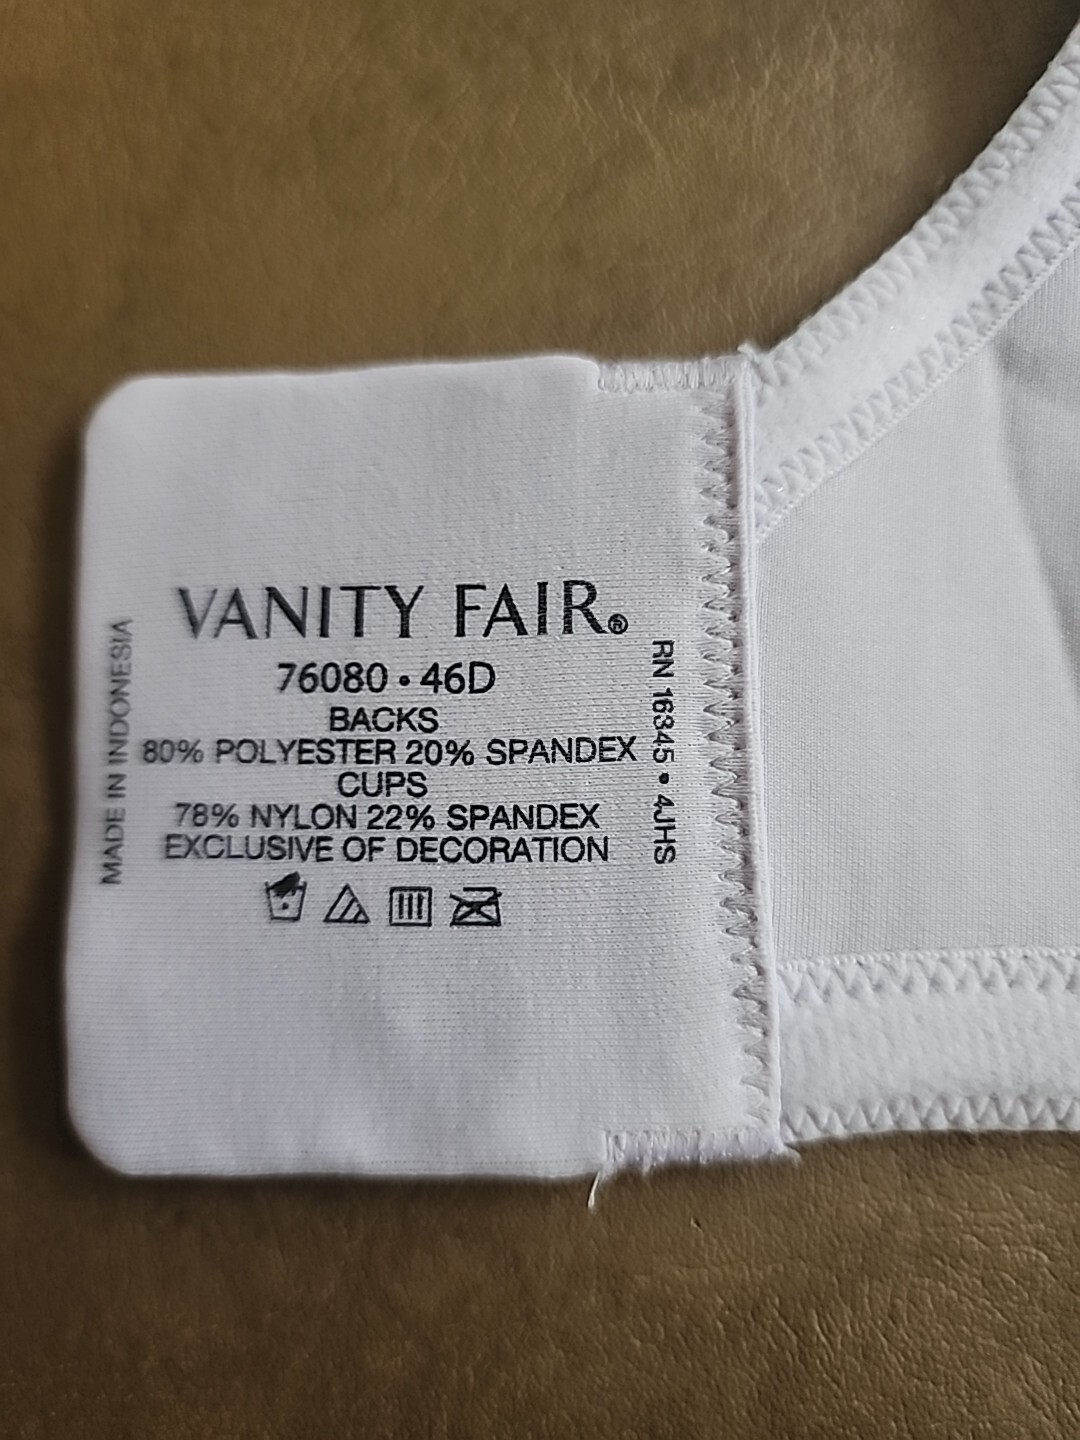 VANITY FAIR®
76080 • 46D
BACKS
80% POLYESTER 20% SPANDEX
CUPS
78% NYLON 22% SPANDEX
EXCLUSIVE OF DECORATION
MADE IN INDONESIA
RN 16345 • 4JHS